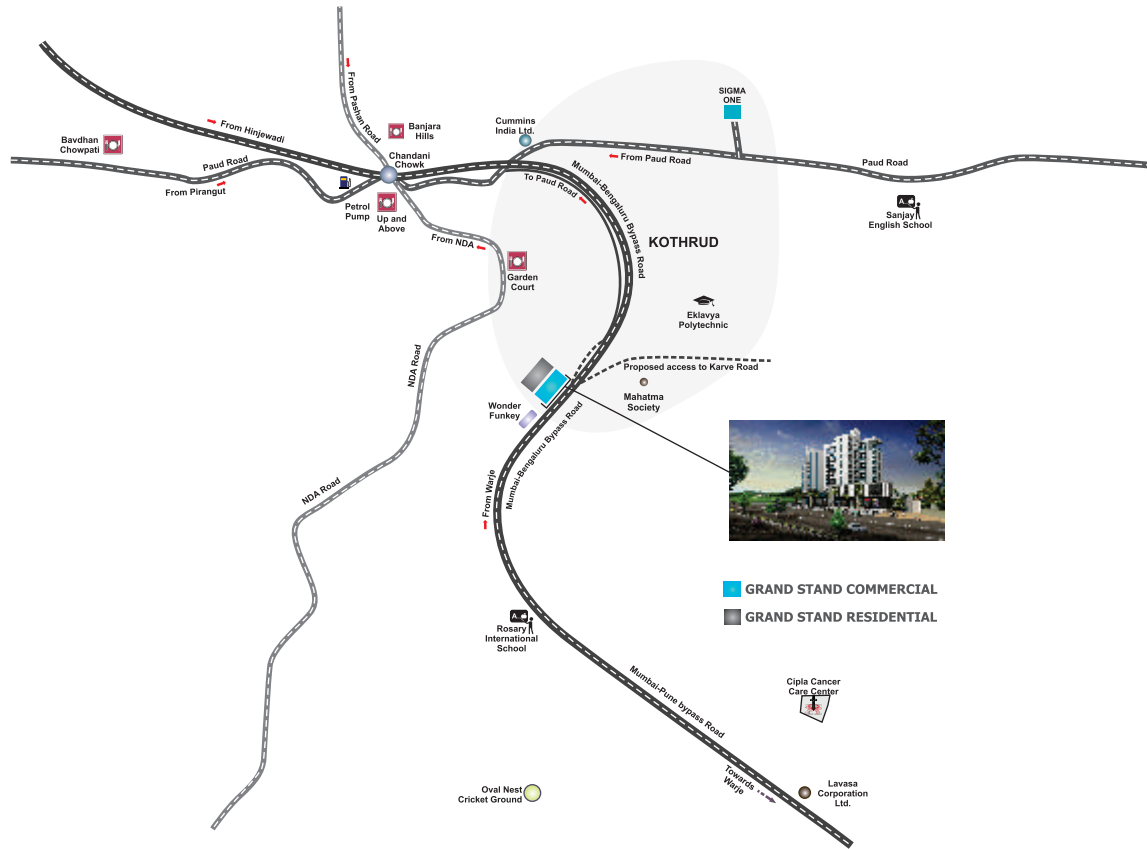 SIGMA
ONE
From Pashan Road
From Hinjewadi
Banjara
Hills
Cummins
India Ltd.
Bavdhan
Chowpati
Paud Road
From Pirangut
Chandani
Chowk
From Paud Road
Paud Road
Petrol
Pump
Up and
Above
To Paud Road
Mumbai-Bengaluru Bypass Road
A..
Sanjay
English School
From NDA
KOTHRUD
Garden
Court
Eklavya
Polytechnic
NDA Road
Proposed access to Karve Road
Mahatma
Society
Wonder
Funkey
Mumbai-Bengaluru Bypass Road
From Warje
NDA Road
GRAND STAND COMMERCIAL
GRAND STAND RESIDENTIAL
A..
Rosary
International
School
Mumbai-Pune bypass Road
Cipla Cancer
Care Center
Towards
Warje
Oval Nest
Cricket Ground
Lavasa
Corporation
Ltd.